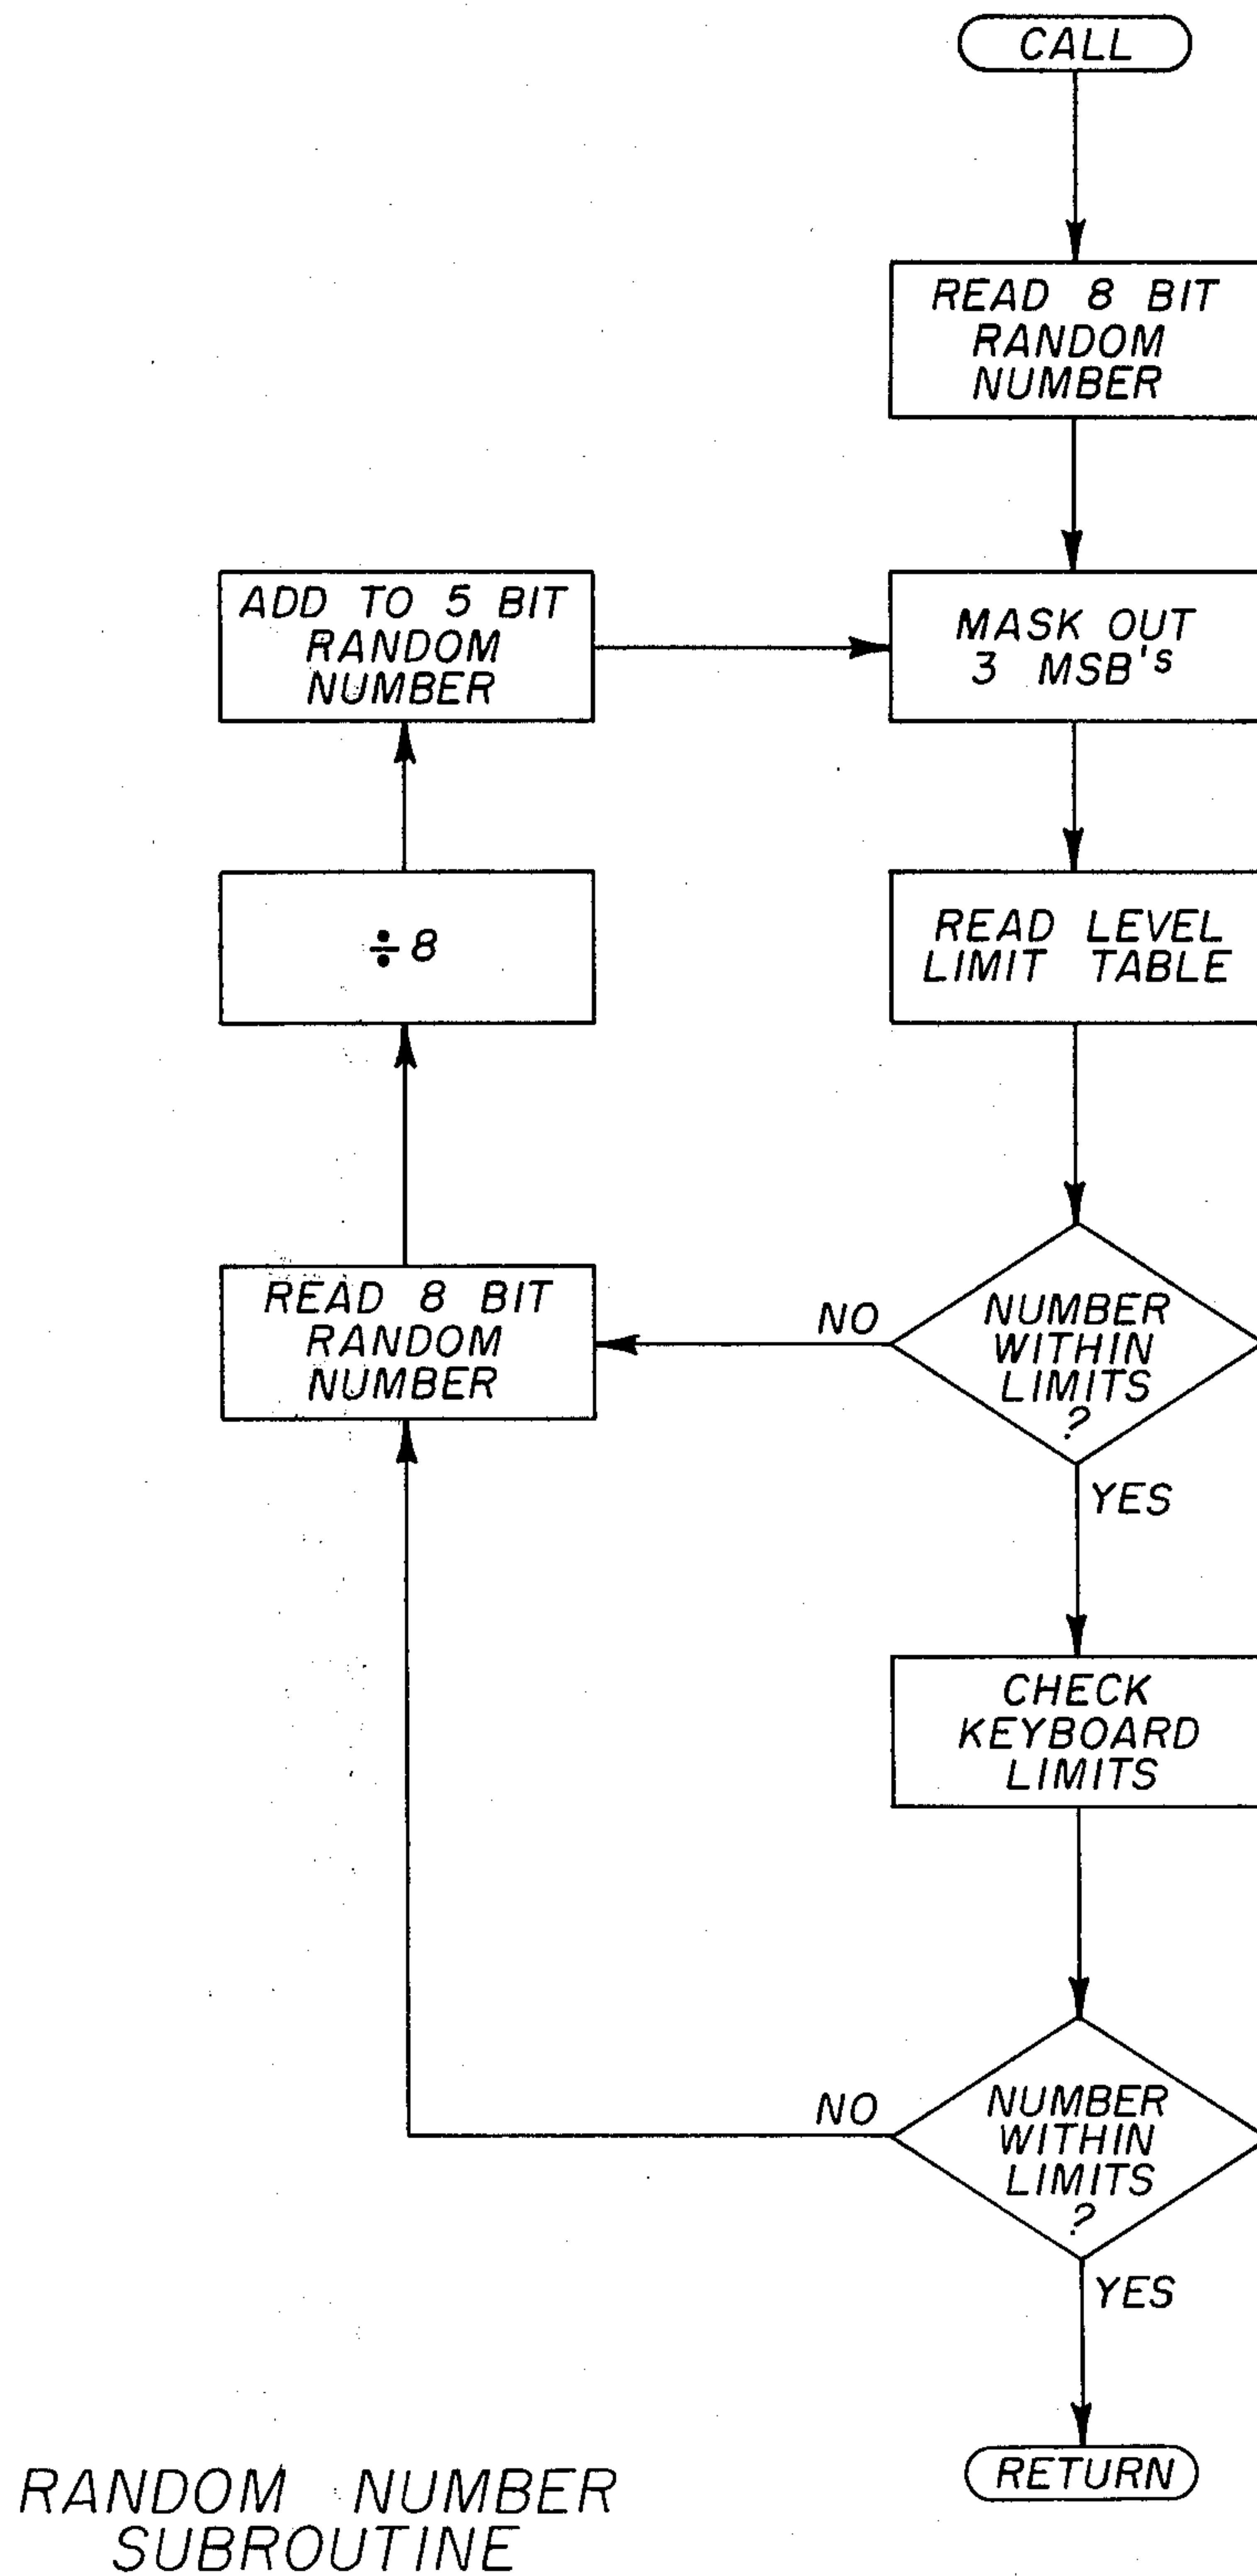 CALL
READ 8 BIT
RANDOM
NUMBER
ADD TO 5 BIT
RANDOM
NUMBER
MASK OUT
3 MSB's
÷8
READ LEVEL
LIMIT TABLE
READ 8 BIT
RANDOM
NUMBER
NO
NUMBER
WITHIN
LIMITS
?
YES
CHECK
KEYBOARD
LIMITS
NO
NUMBER
WITHIN
LIMITS
?
YES
RETURN
RANDOM NUMBER
SUBROUTINE